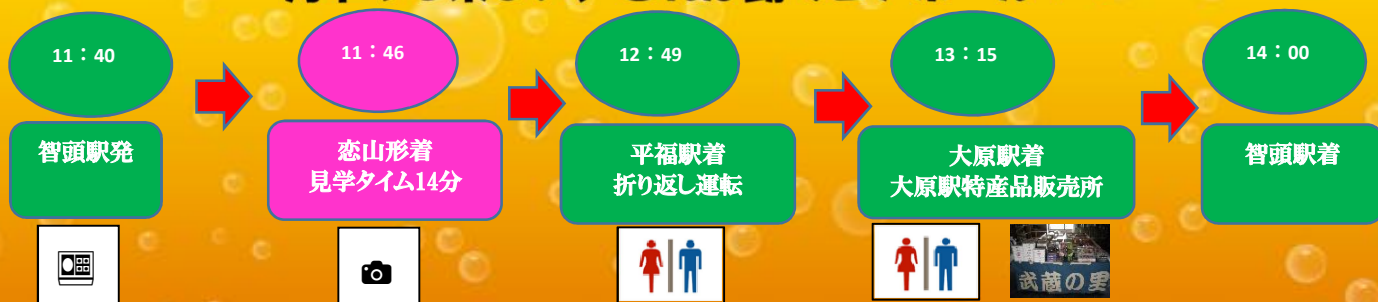 11：40
11：46
12：49
13：15
14：00
智頭駅発
恋山形着
見学タイム14分
平福駅着
折り返し運転
大原駅着
大原駅特産品販売所
智頭駅着
武蔵の里